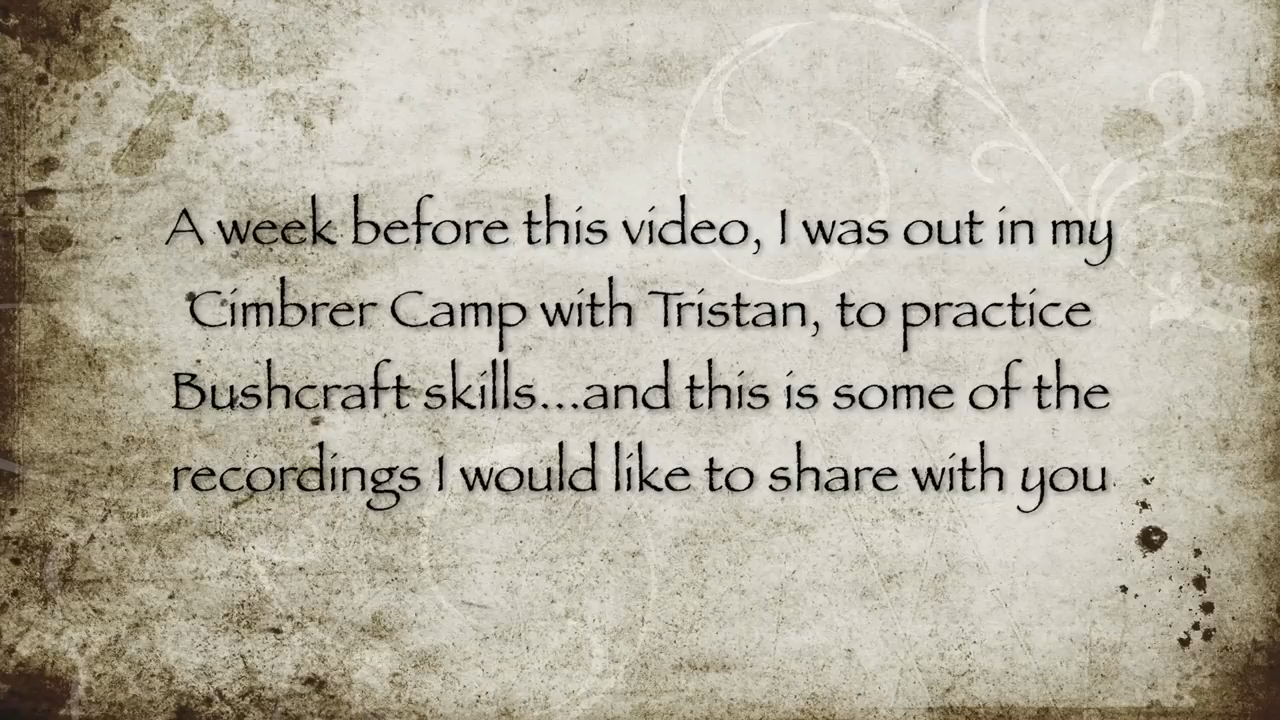 A week before this video, I was out in my
Cimbrer Camp with Tristan, to practice
Bushcraft skills...and this is some of the
recordings I would like to share with you